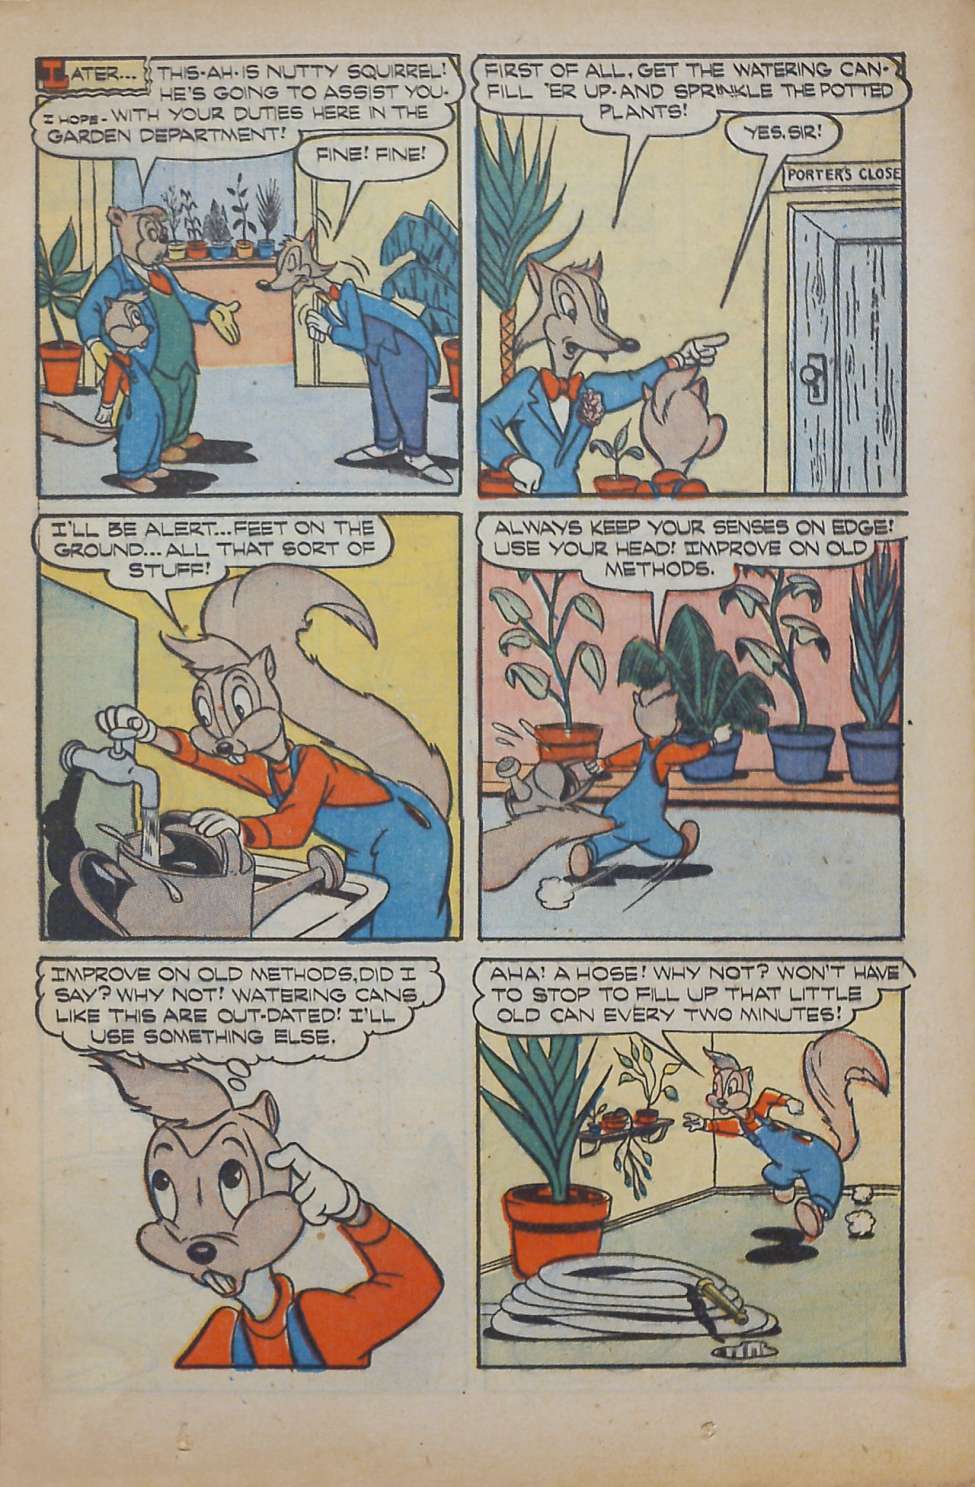 LATER...
THIS-AH-IS NUTTY SQUIRREL!
HE'S GOING TO ASSIST YOU-
I HOPE-WITH YOUR DUTIES HERE IN THE
GARDEN DEPARTMENT!
FINE! FINE!
FIRST OF ALL, GET THE WATERING CAN-
FILL 'ER UP-AND SPRINKLE THE POTTED
PLANTS!
YES, SIR!
PORTER'S CLOSE
I'LL BE ALERT...FEET ON THE
GROUND...ALL THAT SORT OF
STUFF!
ALWAYS KEEP YOUR SENSES ON EDGE!
USE YOUR HEAD! IMPROVE ON OLD
METHODS.
IMPROVE ON OLD METHODS, DID I
SAY? WHY NOT! WATERING CANS
LIKE THIS ARE OUT-DATED! I'LL
USE SOMETHING ELSE.
AHA! A HOSE! WHY NOT? WON'T HAVE
TO STOP TO FILL UP THAT LITTLE
OLD CAN EVERY TWO MINUTES!